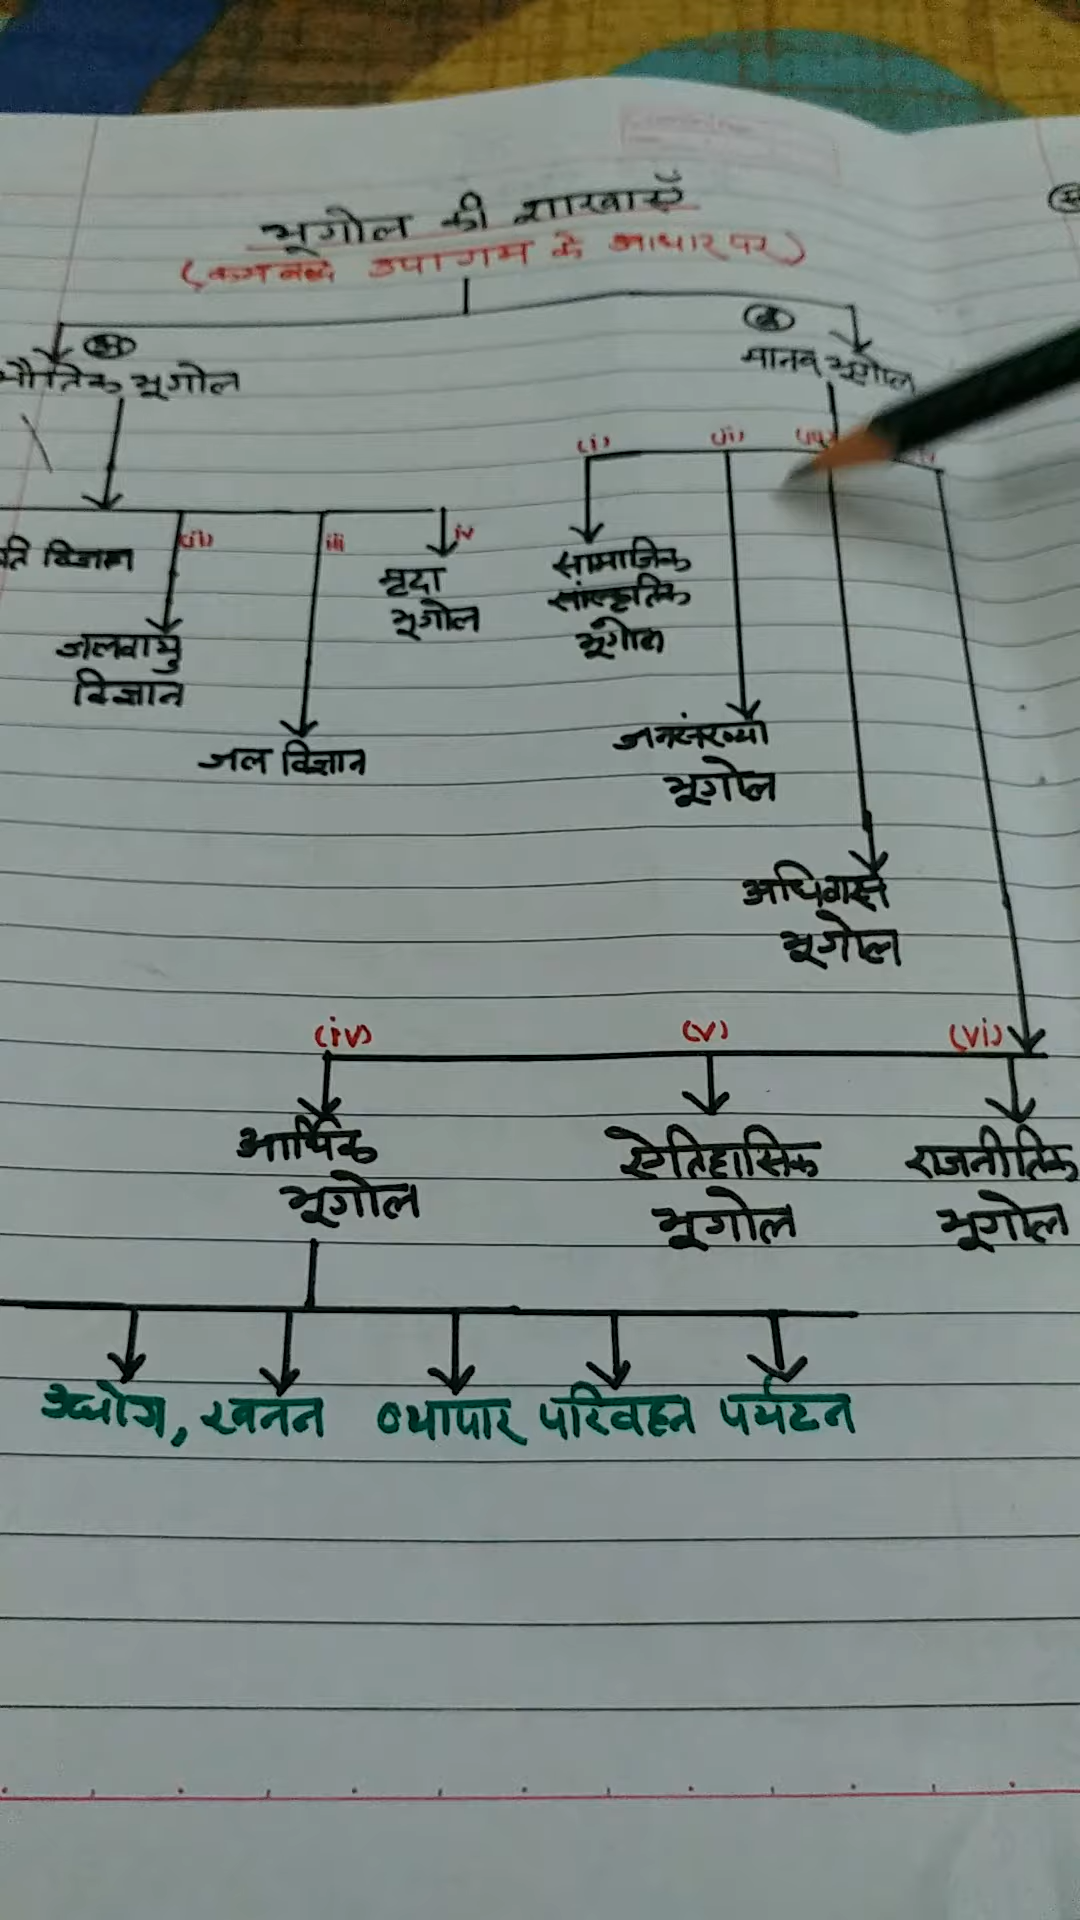 भूगोल की शाखाएँ
(क्रमबद्ध उपागम के आधार पर)
भौतिक भूगोल
मानव भूगोल
(i) (ii)
विज्ञान
(ii)
iii
iv
जलवायु
विज्ञान
जल विज्ञान
मृदा
भूगोल
सामाजिक
सांस्कृतिक
भूगोल
जनसंख्या
भूगोल
अधिवास
भूगोल
(iv) (v) (vi)
आर्थिक
भूगोल
ऐतिहासिक
भूगोल
राजनीतिक
भूगोल
उद्योग, खनन व्यापार परिवहन पर्यटन